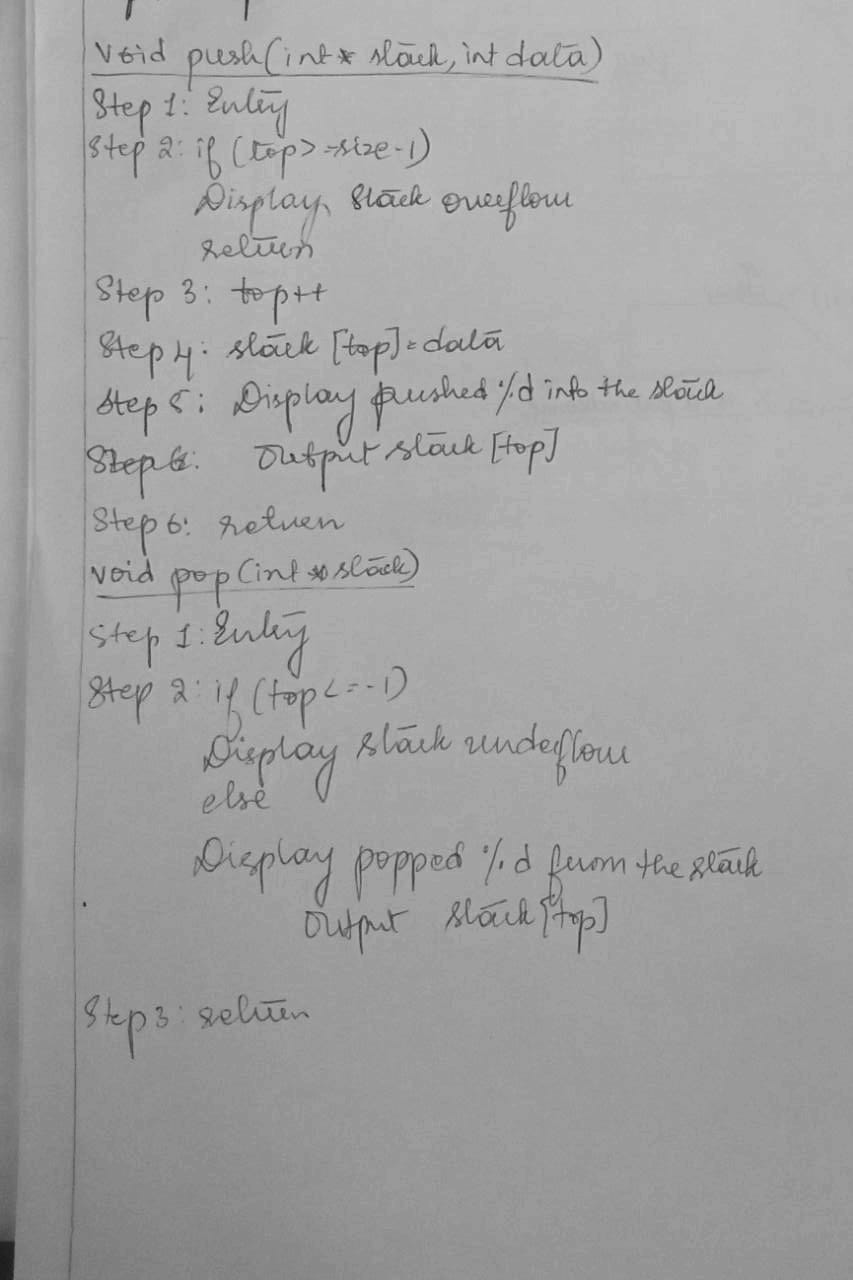 Void push(int* stack, int data)
Step 1: Entry
Step 2: if (top>=size-1)
Display, Stack overflow
return
Step 3: top++
Step 4: stack [top]=data
Step 5: Display pushed %d into the stack
Step 6: Output stack [top]
Step 6: return
void pop (int * stack)
Step 1: Entry
Step 2: if (top<=-1)
Display stack underflow
else
Display popped %d from the stack
Output stack [top]
Step 3: return